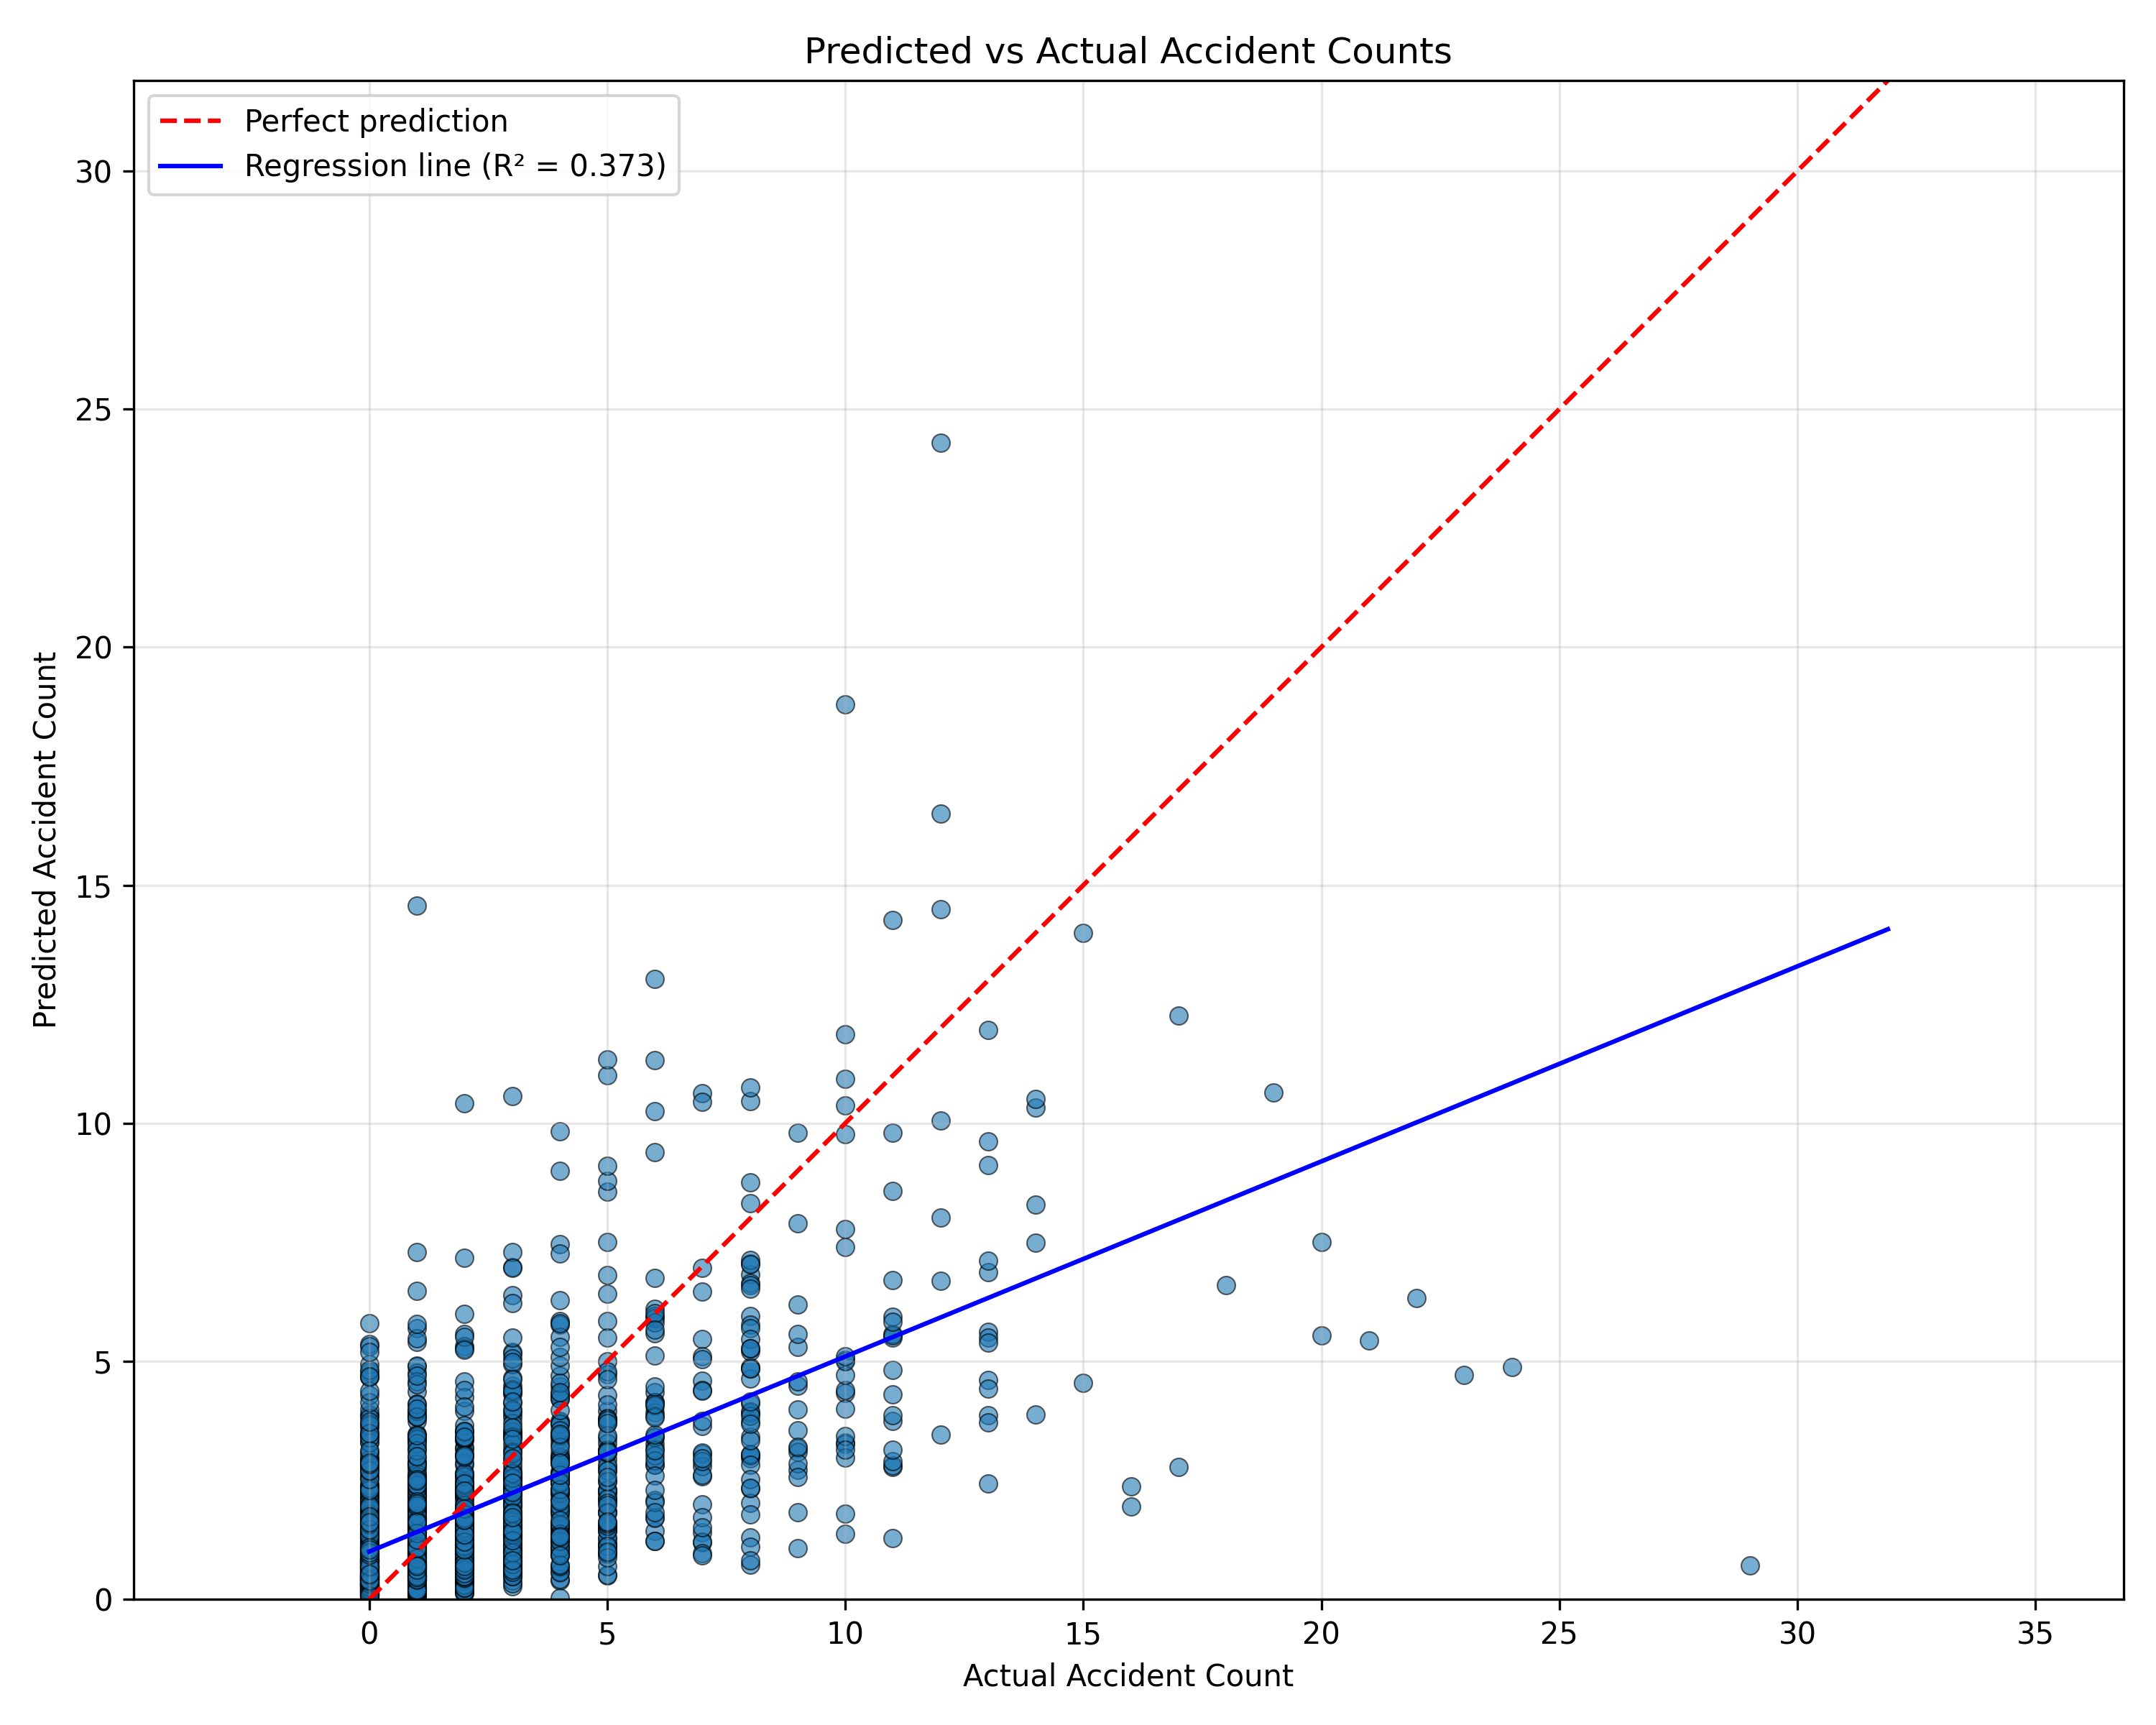 Predicted vs Actual Accident Counts
Perfect prediction
Regression line (R² = 0.373)
30
25
20
15
10
5
0
Predicted Accident Count
0 5 10 15 20 25 30 35
Actual Accident Count